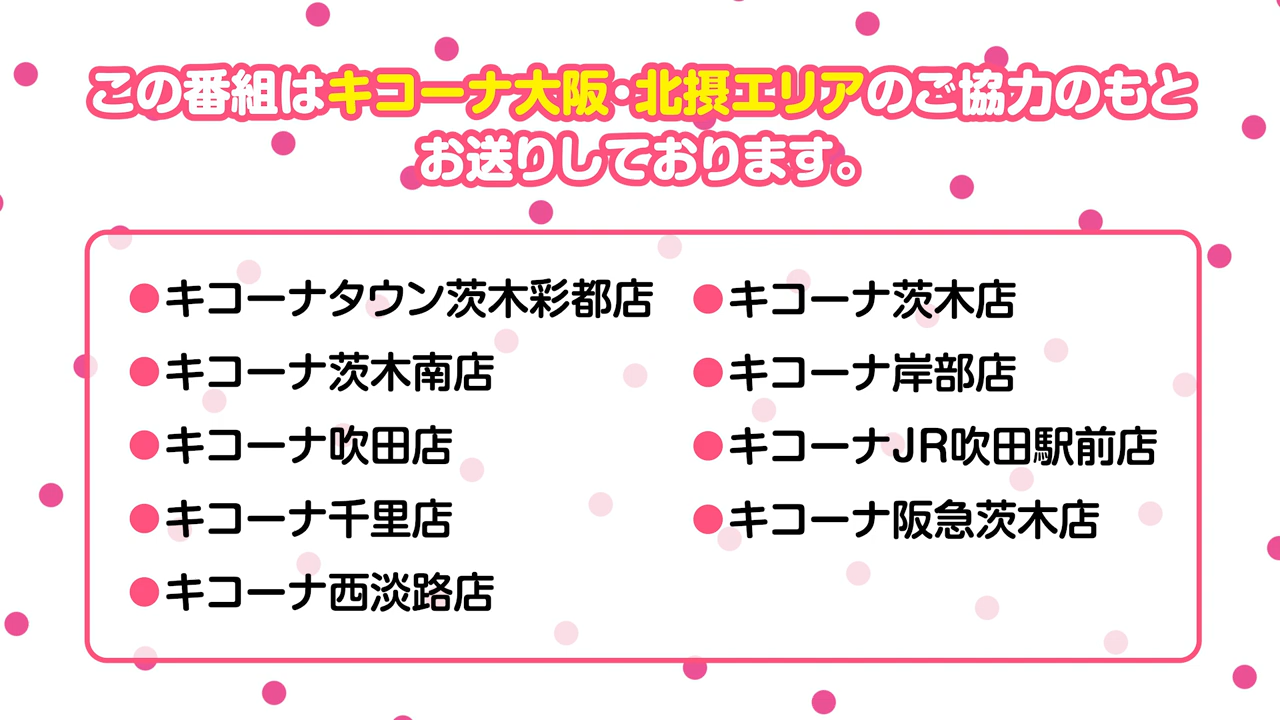 この番組はキコーナ大阪・北摂エリアのご協力のもと
お送りしております。
●キコーナタウン茨木彩都店
●キコーナ茨木南店
●キコーナ吹田店
●キコーナ千里店
●キコーナ西淡路店
●キコーナ茨木店
●キコーナ岸部店
●キコーナJR吹田駅前店
●キコーナ阪急茨木店